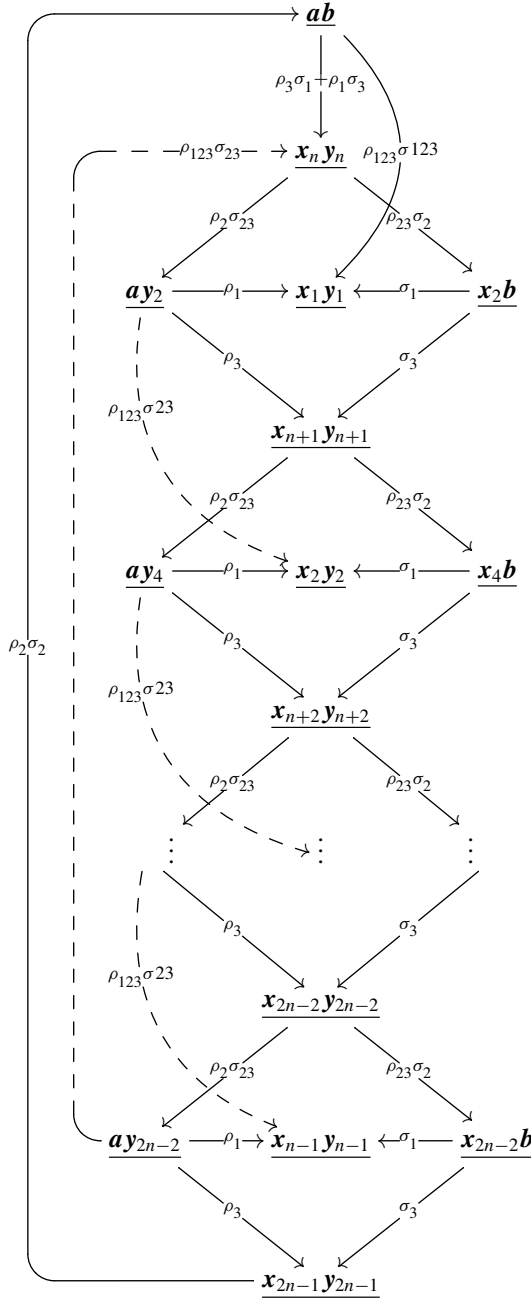 ab
ρ₃σ₁+ρ₁σ₃
ρ₁₂₃σ₂₃ xₙyₙ ρ₁₂₃σ123
ρ₂σ₂₃ ρ₂₃σ₂
ay₂ ρ₁ x₁y₁ σ₁ x₂b
ρ₃ σ₃
ρ₁₂₃σ23
xₙ₊₁yₙ₊₁
ρ₂σ₂₃ ρ₂₃σ₂
ay₄ ρ₁ x₂y₂ σ₁ x₄b
ρ₂σ₂ ρ₃ σ₃
ρ₁₂₃σ23
xₙ₊₂yₙ₊₂
ρ₂σ₂₃ ρ₂₃σ₂
⋮ ⋮ ⋮
ρ₃ σ₃
ρ₁₂₃σ23
x₂ₙ₋₂y₂ₙ₋₂
ρ₂σ₂₃ ρ₂₃σ₂
ay₂ₙ₋₂ ρ₁ xₙ₋₁yₙ₋₁ σ₁ x₂ₙ₋₂b
ρ₃ σ₃
x₂ₙ₋₁y₂ₙ₋₁